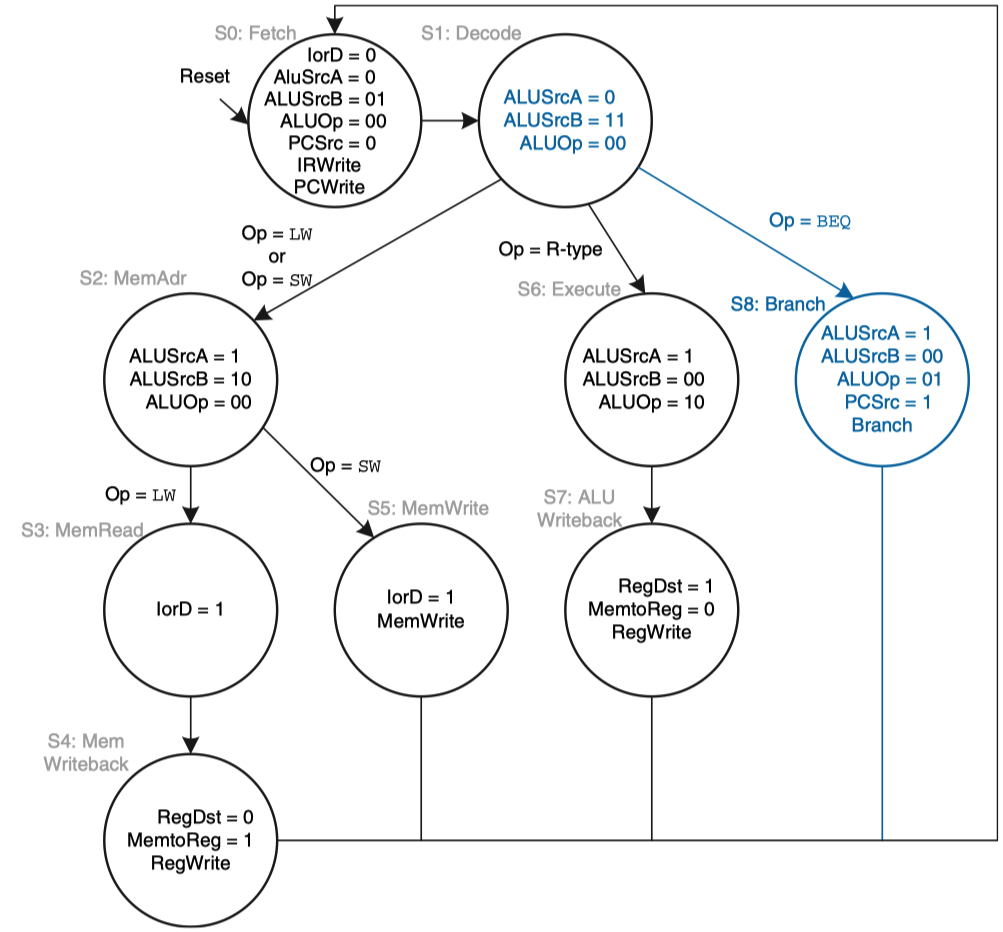 S0: Fetch
S1: Decode
Reset
IorD = 0
AluSrcA = 0
ALUSrcB = 01
ALUOp = 00
PCSrc = 0
IRWrite
PCWrite
ALUSrcA = 0
ALUSrcB = 11
ALUOp = 00
Op = LW
or
Op = SW
Op = R-type
Op = BEQ
S2: MemAdr
S6: Execute
S8: Branch
ALUSrcA = 1
ALUSrcB = 10
ALUOp = 00
ALUSrcA = 1
ALUSrcB = 00
ALUOp = 10
ALUSrcA = 1
ALUSrcB = 00
ALUOp = 01
PCSrc = 1
Branch
Op = LW
Op = SW
S3: MemRead
S5: MemWrite
S7: ALU
Writeback
IorD = 1
IorD = 1
MemWrite
RegDst = 1
MemtoReg = 0
RegWrite
S4: Mem
Writeback
RegDst = 0
MemtoReg = 1
RegWrite